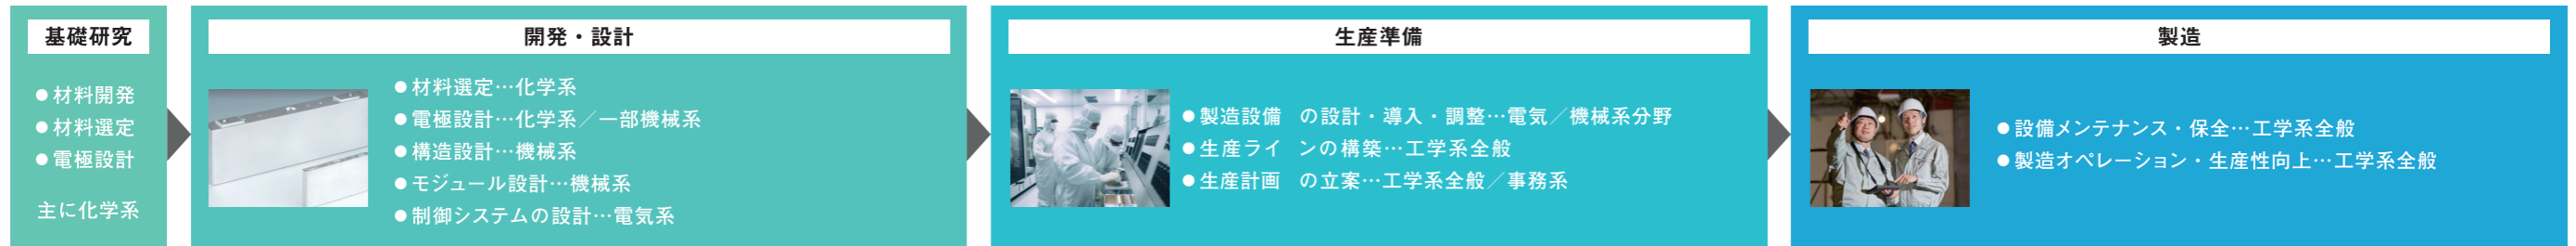 基礎研究
●材料開発
●材料選定
●電極設計
主に化学系
開発・設計
●材料選定…化学系
●電極設計…化学系／一部機械系
●構造設計…機械系
●モジュール設計…機械系
●制御システムの設計…電気系
生産準備
●製造設備　の設計・導入・調整…電気／機械系分野
●生産ライ　ンの構築…工学系全般
●生産計画　の立案…工学系全般／事務系
製造
●設備メンテナンス・保全…工学系全般
●製造オペレーション・生産性向上…工学系全般